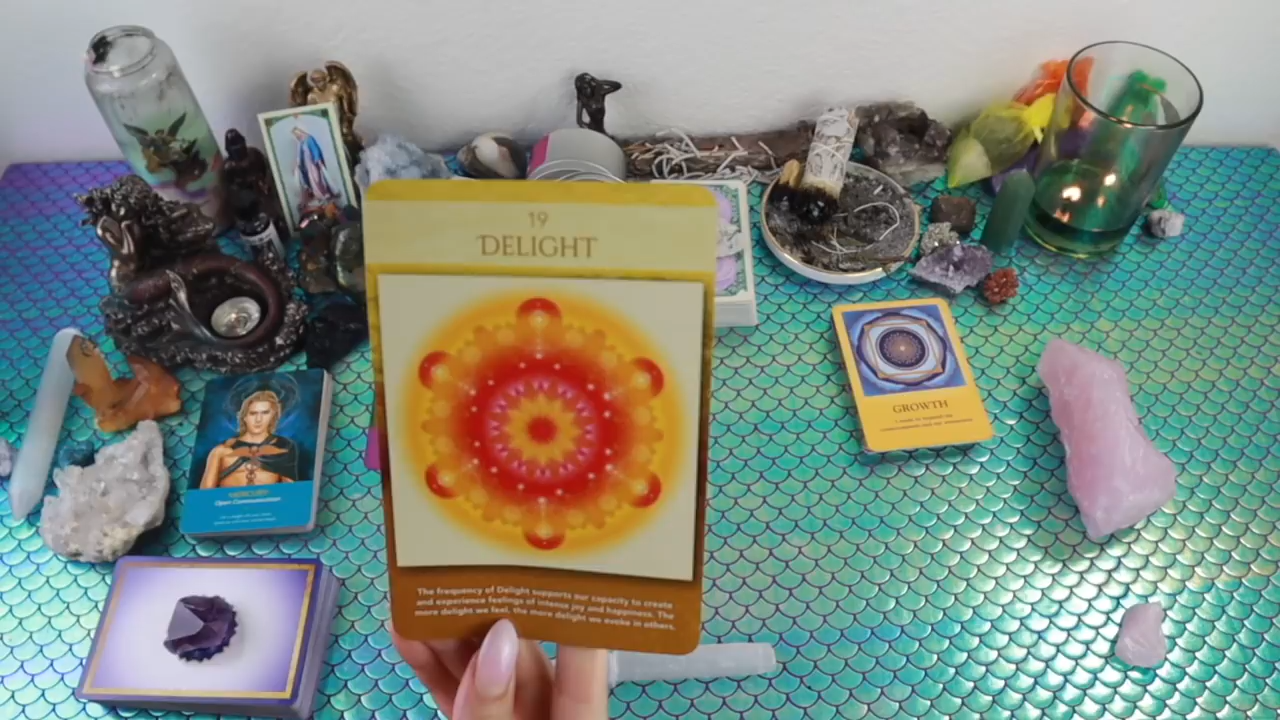 19
DELIGHT
The frequency of Delight supports our capacity to create
and experience feelings of intense joy and happiness. The
more delight we feel, the more delight we evoke in others.
GROWTH
MERCURY
Open Communication